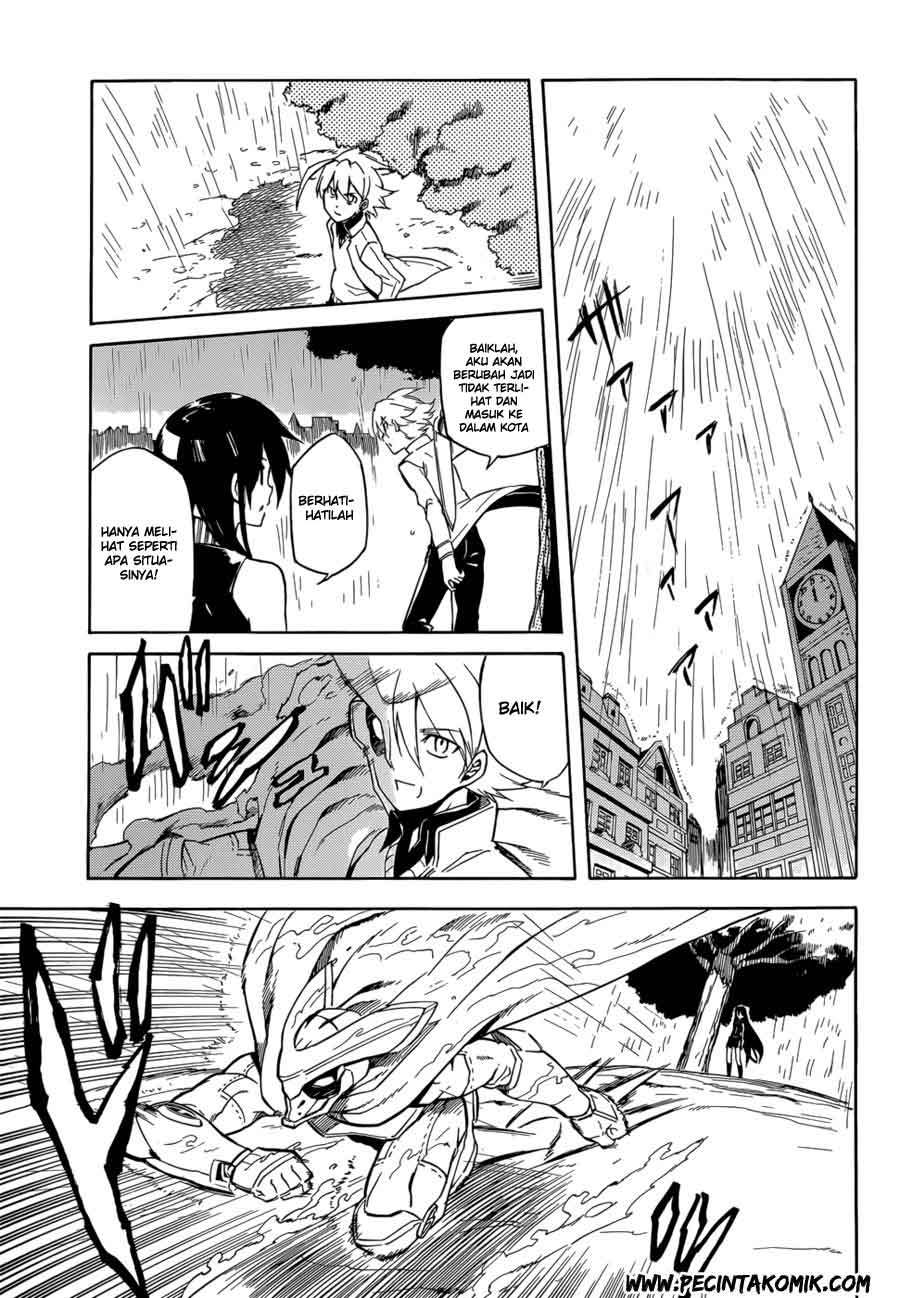 BAIKLAH,
AKU AKAN
BERUBAH JADI
TIDAK TERLI-
HAT DAN
MASUK KE
DALAM KOTA
BERHATI-
HATILAH
HANYA MELI-
HAT SEPERTI
APA SITUA-
SINYA!
BAIK!
WWW.PECINTAKOMIK.COM